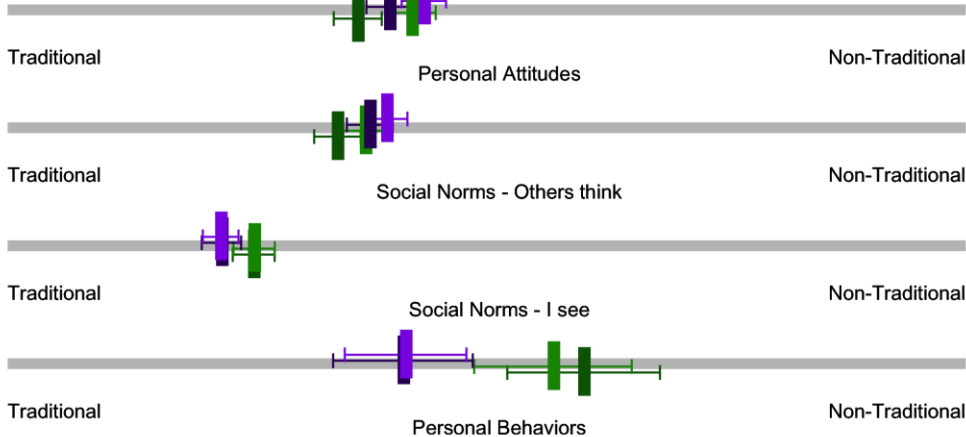 Traditional
Non-Traditional
Personal Attitudes
Traditional
Non-Traditional
Social Norms - Others think
Traditional
Non-Traditional
Social Norms - I see
Traditional
Non-Traditional
Personal Behaviors